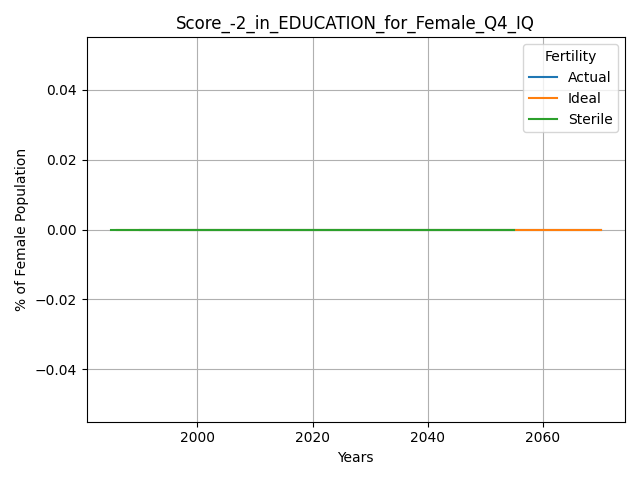 Score_-2_in_EDUCATION_for_Female_Q4_IQ
Fertility
Actual
Ideal
Sterile
% of Female Population
0.04
0.02
0.00
−0.02
−0.04
2000 2020 2040 2060
Years